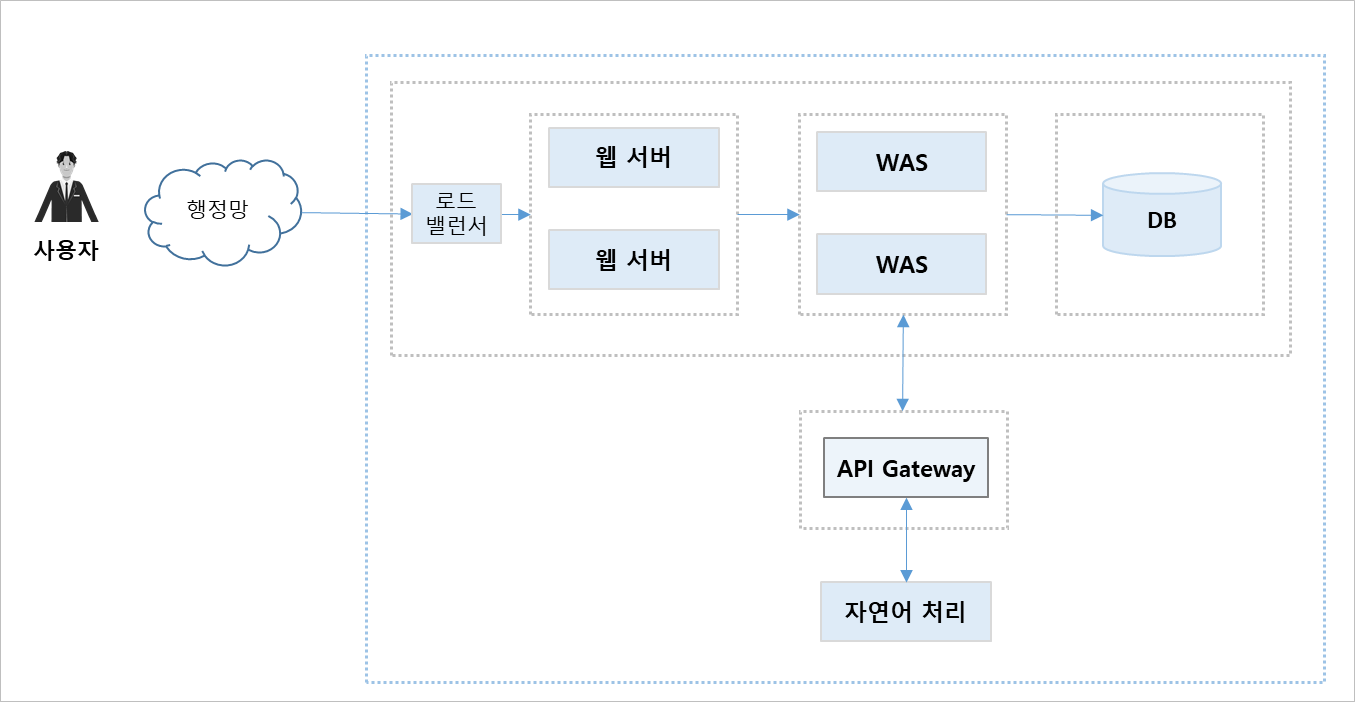 사용자
행정망
로드
밸런서
웹 서버
웹 서버
WAS
WAS
DB
API Gateway
자연어 처리